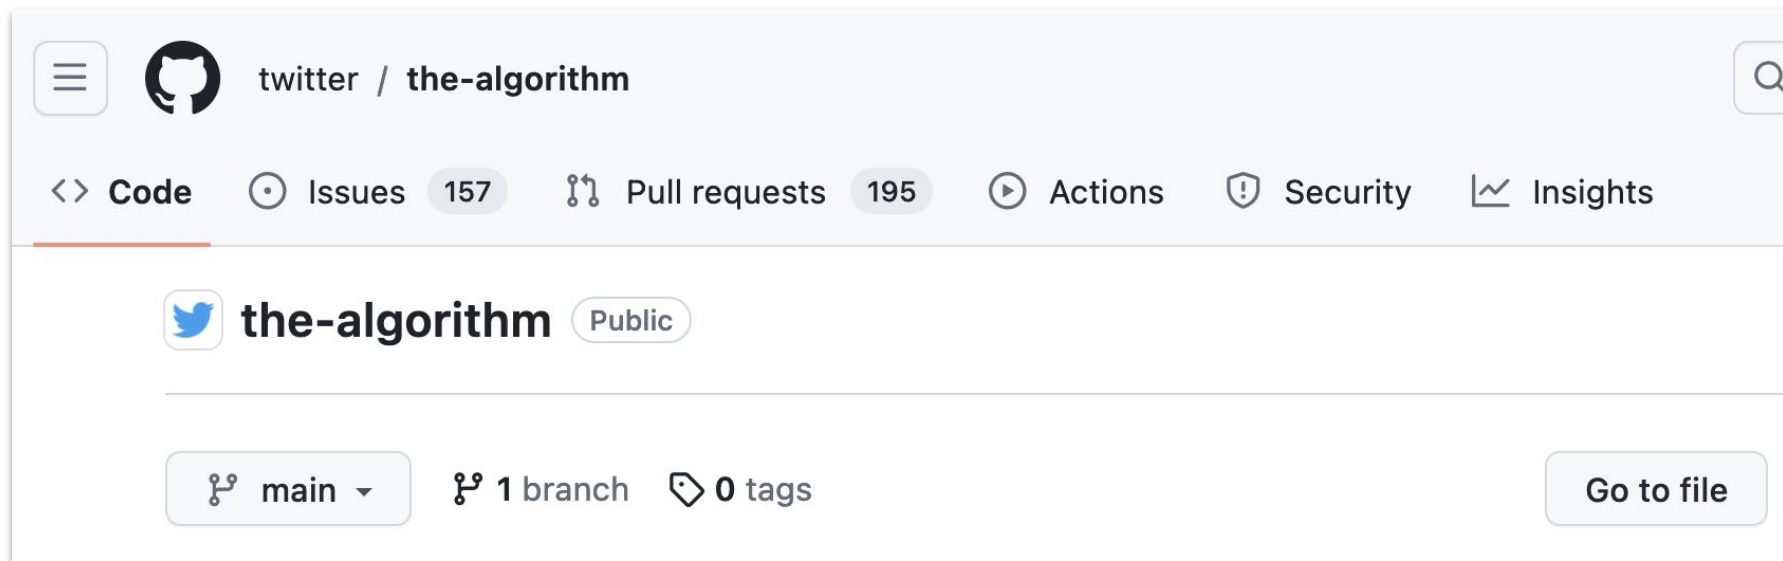 twitter / the-algorithm
Code Issues 157 Pull requests 195 Actions Security Insights
the-algorithm Public
main 1 branch 0 tags Go to file